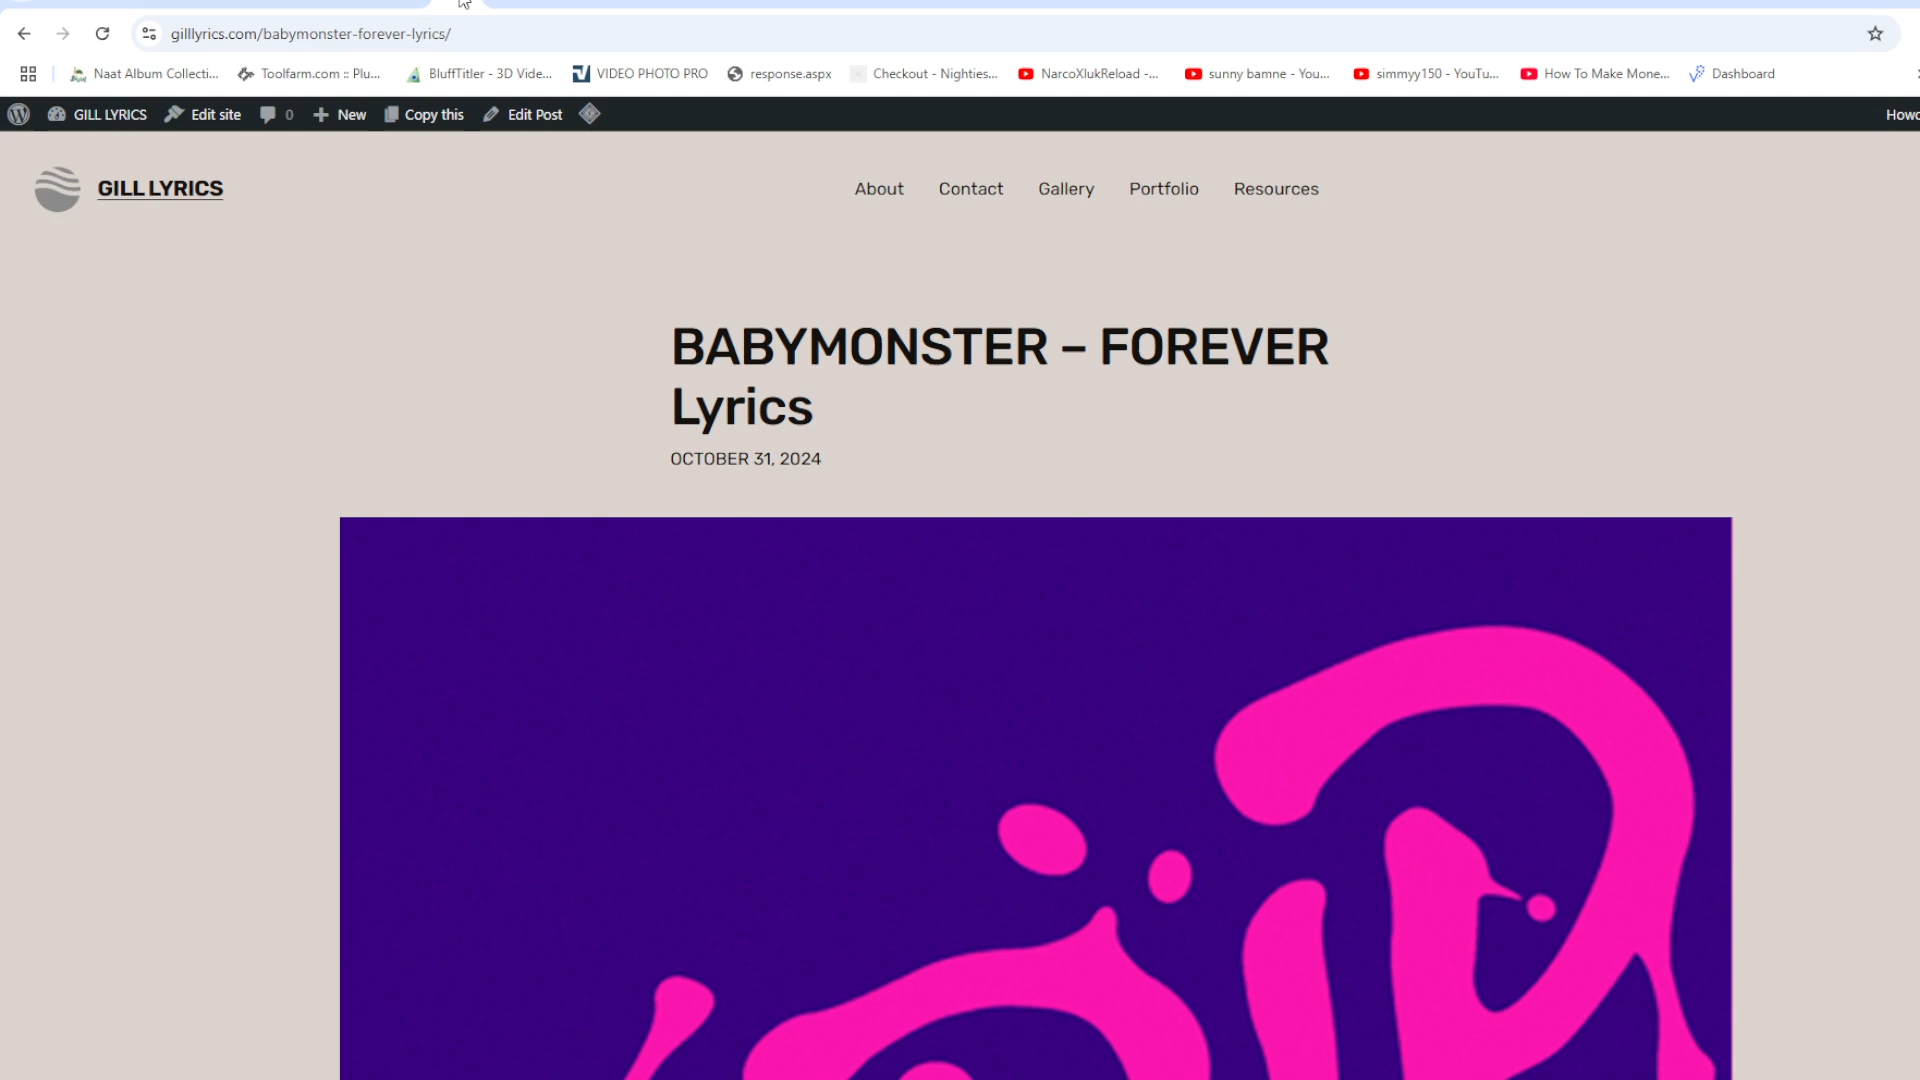 gilllyrics.com/babymonster-forever-lyrics/
Naat Album Collecti... Toolfarm.com :: Plu... BluffTitler - 3D Vide... VIDEO PHOTO PRO response.aspx Checkout - Nighties... NarcoXlukReload -... sunny bamne - You... simmyy150 - YouTu... How To Make Mone... Dashboard
GILL LYRICS Edit site 0 New Copy this Edit Post
GILL LYRICS About Contact Gallery Portfolio Resources
BABYMONSTER – FOREVER
Lyrics
OCTOBER 31, 2024